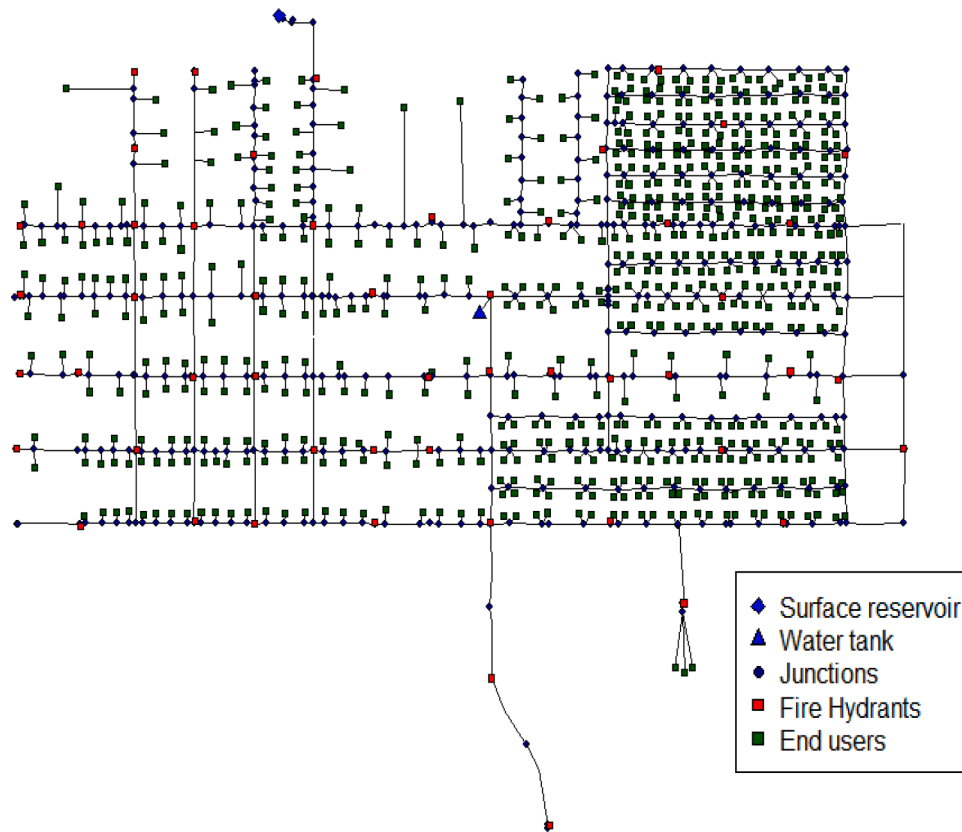 Surface reservoir
Water tank
Junctions
Fire Hydrants
End users